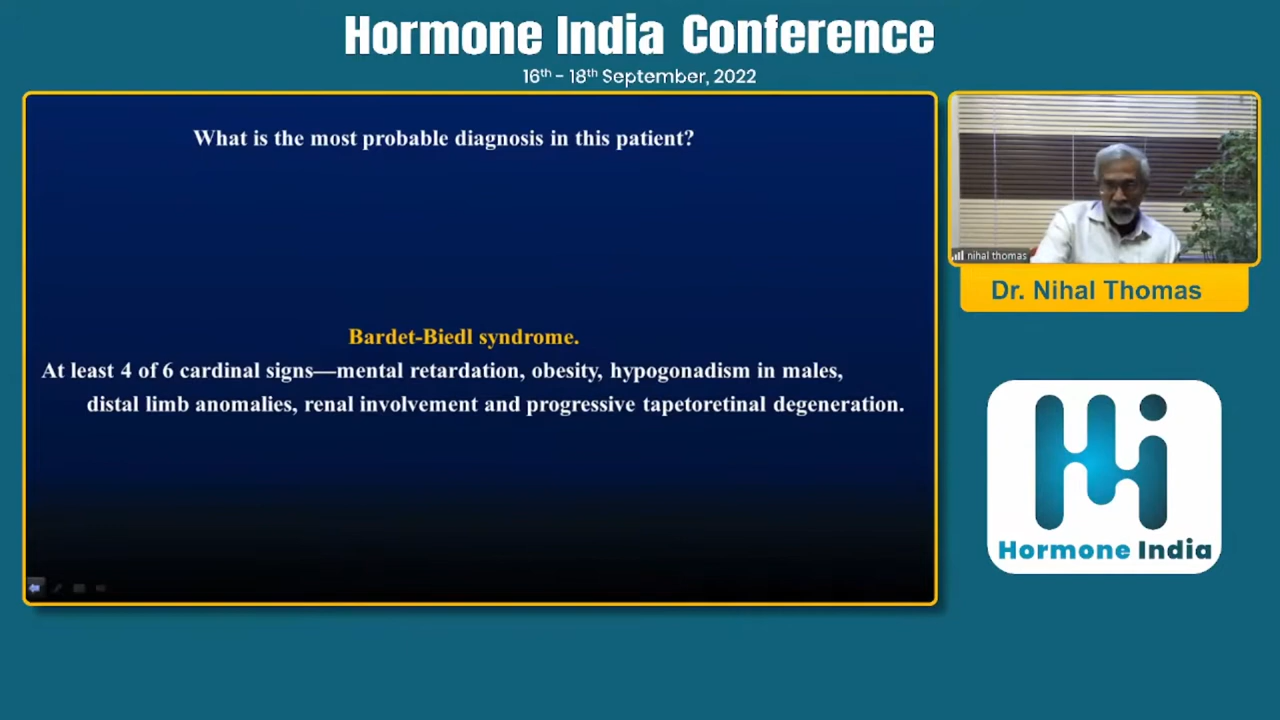 Hormone India Conference
16th - 18th September, 2022
What is the most probable diagnosis in this patient?
Bardet-Biedl syndrome.
At least 4 of 6 cardinal signs—mental retardation, obesity, hypogonadism in males,
distal limb anomalies, renal involvement and progressive tapetoretinal degeneration.
nihal thomas
Dr. Nihal Thomas
Hi
Hormone India